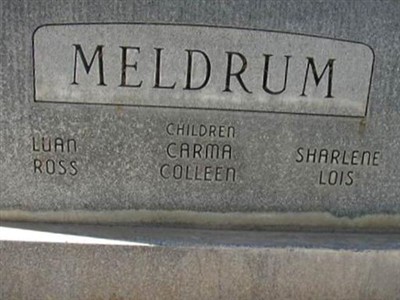 MELDRUM
CHILDREN
LUAN CARMA SHARLENE
ROSS COLLEEN LOIS